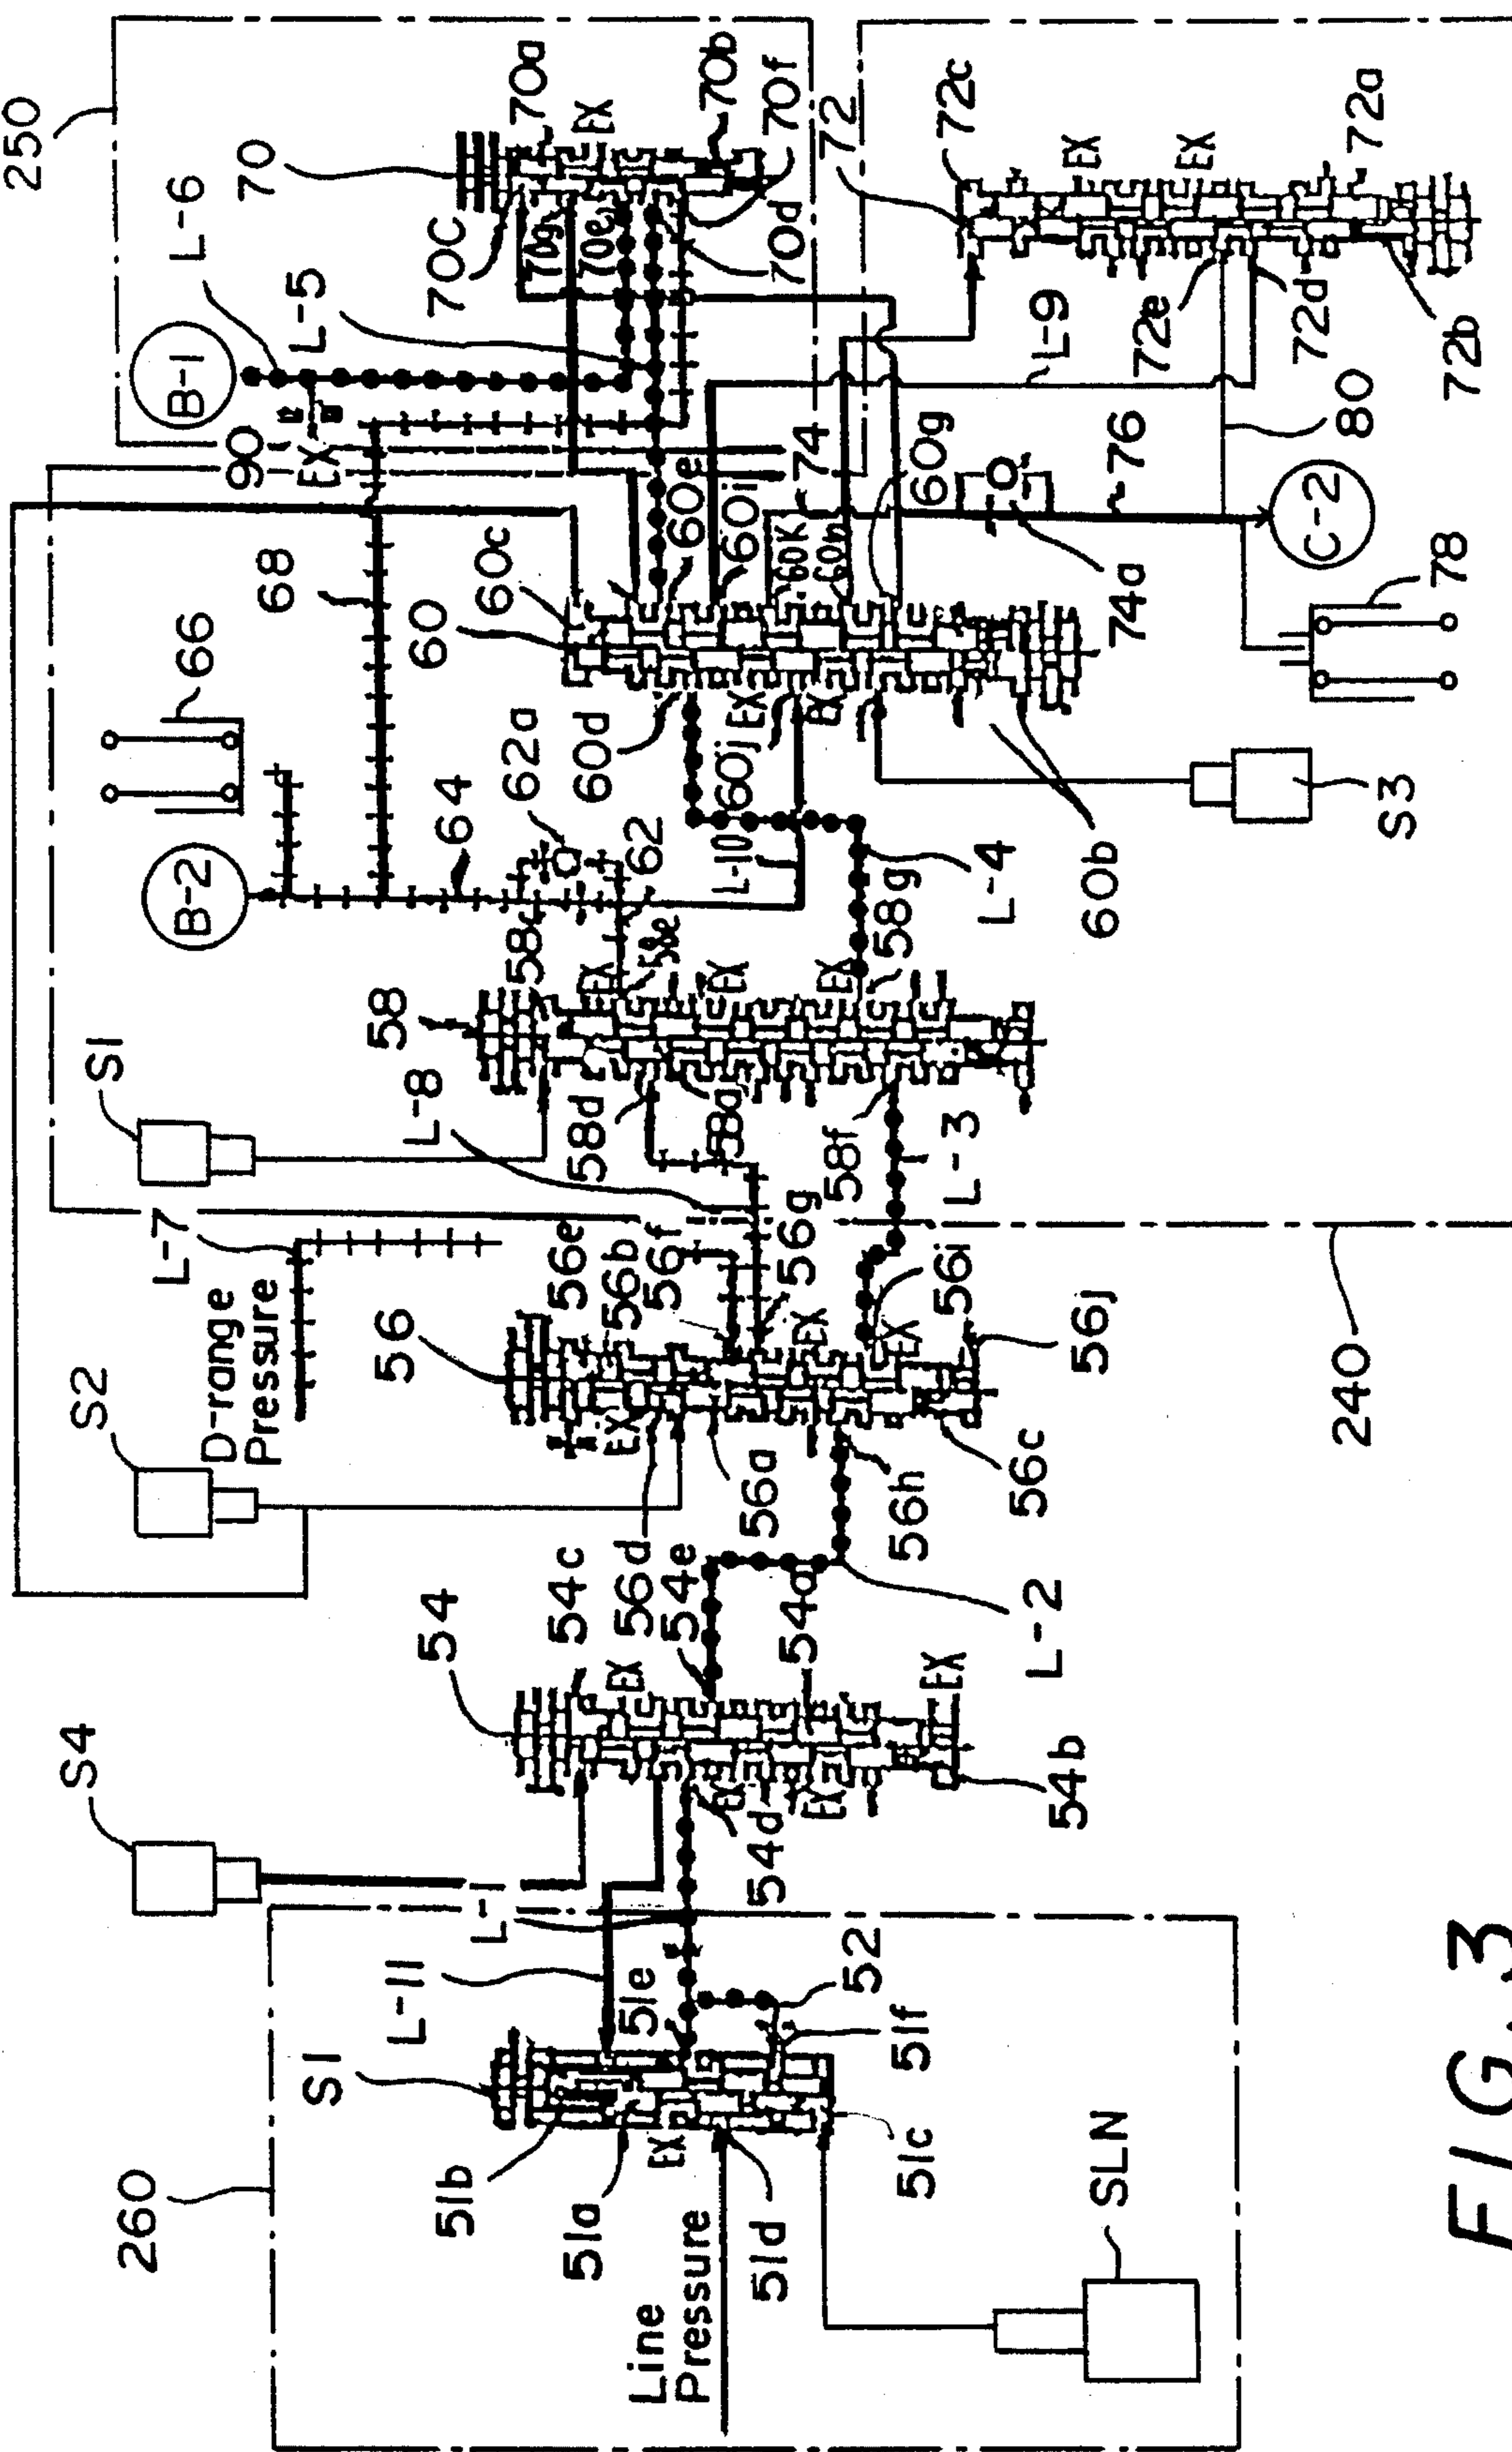 250
L-6
70
70a
EX
70b
70C
70g
70e
70f
70d
L-5
B-1
90
EX
72
72c
EX
EX
72a
72e
72d
72b
L-9
80
74
60g
76
C-2
78
74a
60e
60i
60K
60h
68
60c
60
66
62a
60d
EX
60j
EX
S3
L-10
62
64
B-2
L-4
60b
58g
58c
EX
58e
EX
EX
58
S1
L-8
58d
58a
58f
L-3
L-7
D-range
Pressure
56e
56b
56f
56g
EX
EX
56i
56j
56
S2
EX
56d
56a
56h
56c
240
54c
54e
54
EX
54a
EX
L-2
S4
EX
54d
EX
54b
L-1
L-11
51e
52
51f
S1
260
51b
51a
EX
51d
51c
Line
Pressure
SLN
FIG. 3